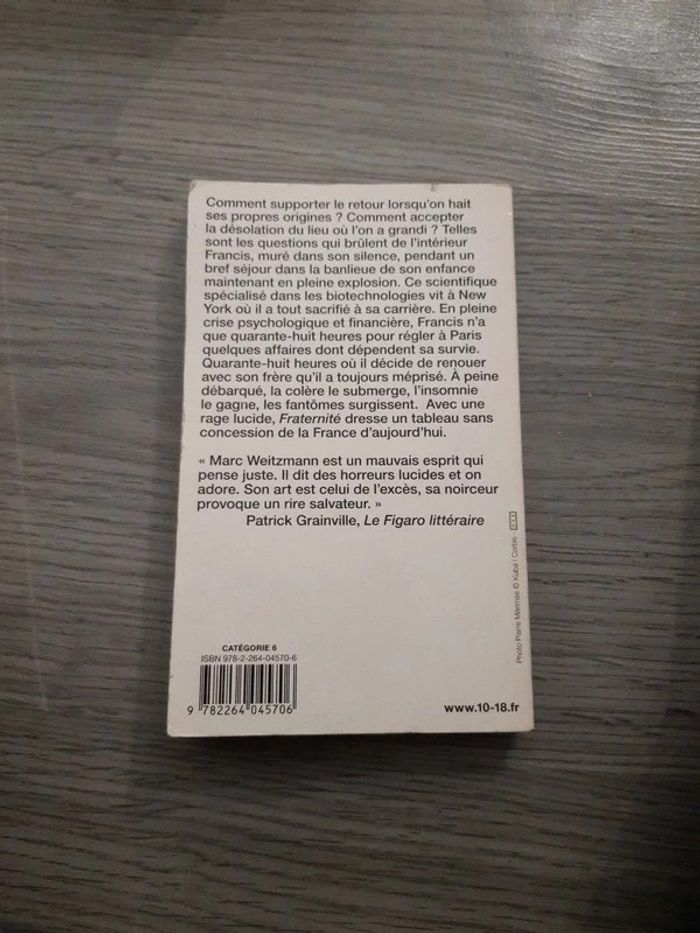 Comment supporter le retour lorsqu'on hait
ses propres origines ? Comment accepter
la désolation du lieu où l'on a grandi ? Telles
sont les questions qui brûlent de l'intérieur
Francis, muré dans son silence, pendant un
bref séjour dans la banlieue de son enfance
maintenant en pleine explosion. Ce scientifique
spécialisé dans les biotechnologies vit à New
York où il a tout sacrifié à sa carrière. En pleine
crise psychologique et financière, Francis n'a
que quarante-huit heures pour régler à Paris
quelques affaires dont dépendent sa survie.
Quarante-huit heures où il décide de renouer
avec son frère qu'il a toujours méprisé. À peine
débarqué, la colère le submerge, l'insomnie
le gagne, les fantômes surgissent. Avec une
rage lucide, Fraternité dresse un tableau sans
concession de la France d'aujourd'hui.
« Marc Weitzmann est un mauvais esprit qui
pense juste. Il dit des horreurs lucides et on
adore. Son art est celui de l'excès, sa noirceur
provoque un rire salvateur. »
Patrick Grainville, Le Figaro littéraire
Photo Pierre Mérimée © Kuba / Corbis -
CATÉGORIE 6
ISBN 978-2-264-04570-6
9 782264 045706
www.10-18.fr